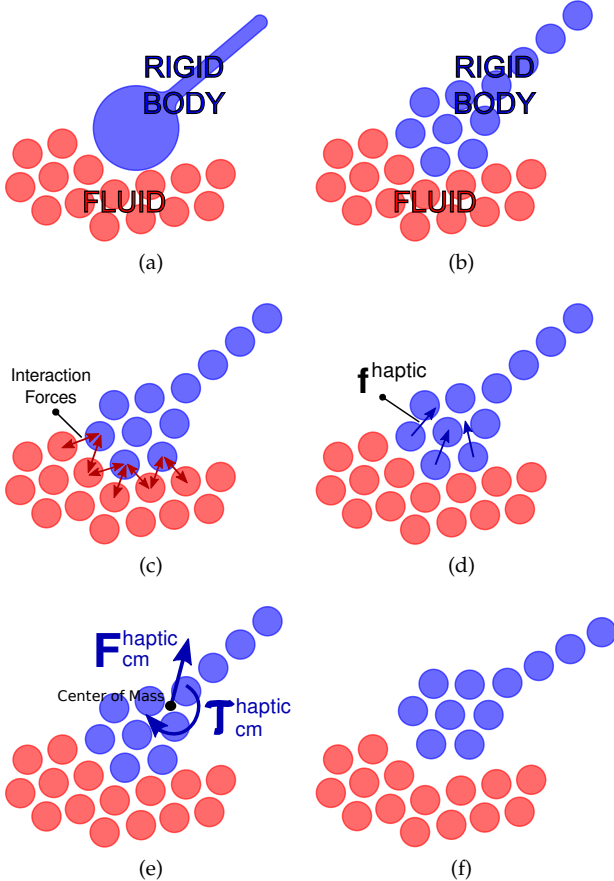 RIGID
BODY
FLUID
(a)
RIGID
BODY
FLUID
(b)
Interaction
Forces
(c)
f haptic
(d)
F haptic cm
Center of Mass
τ haptic cm
(e)
(f)